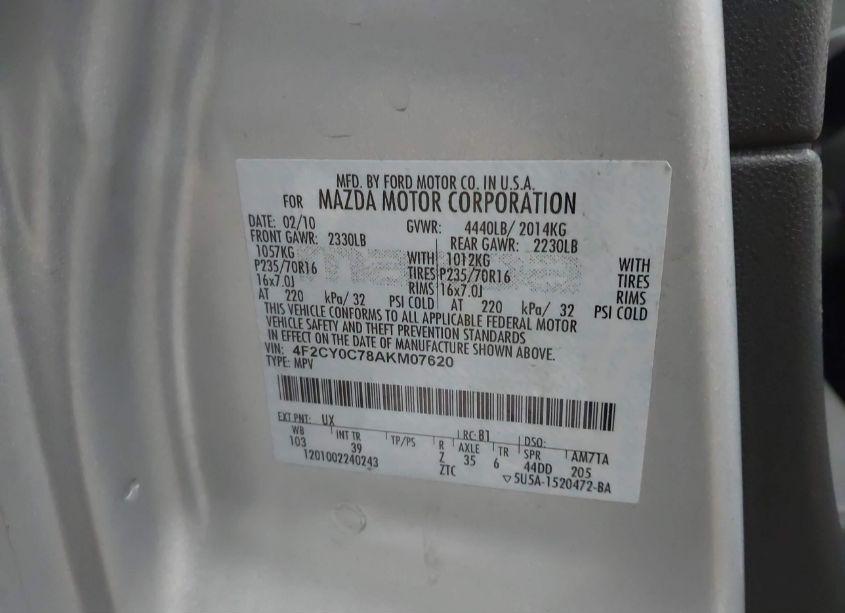 MFD. BY FORD MOTOR CO. IN U.S.A.
FOR MAZDA MOTOR CORPORATION
DATE: 02/10 GVWR: 4440LB/ 2014KG
FRONT GAWR: 2330LB REAR GAWR: 2230LB
1057KG WITH 1012KG WITH
P235/70R16 TIRES P235/70R16 TIRES
16x7.0J RIMS 16x7.0J RIMS
AT 220 kPa/ 32 PSI COLD AT 220 kPa/ 32 PSI COLD
THIS VEHICLE CONFORMS TO ALL APPLICABLE FEDERAL MOTOR
VEHICLE SAFETY AND THEFT PREVENTION STANDARDS
IN EFFECT ON THE DATE OF MANUFACTURE SHOWN ABOVE.
VIN: 4F2CY0C78AKM07620
TYPE: MPV
EXT PNT: UX RC: B1 DSO:
WB INT TR TP/PS R AXLE TR SPR AM71A
103 39 Z 35 6 44DD 205
1201002240243 ZTC ▽5U5A-1520472-BA